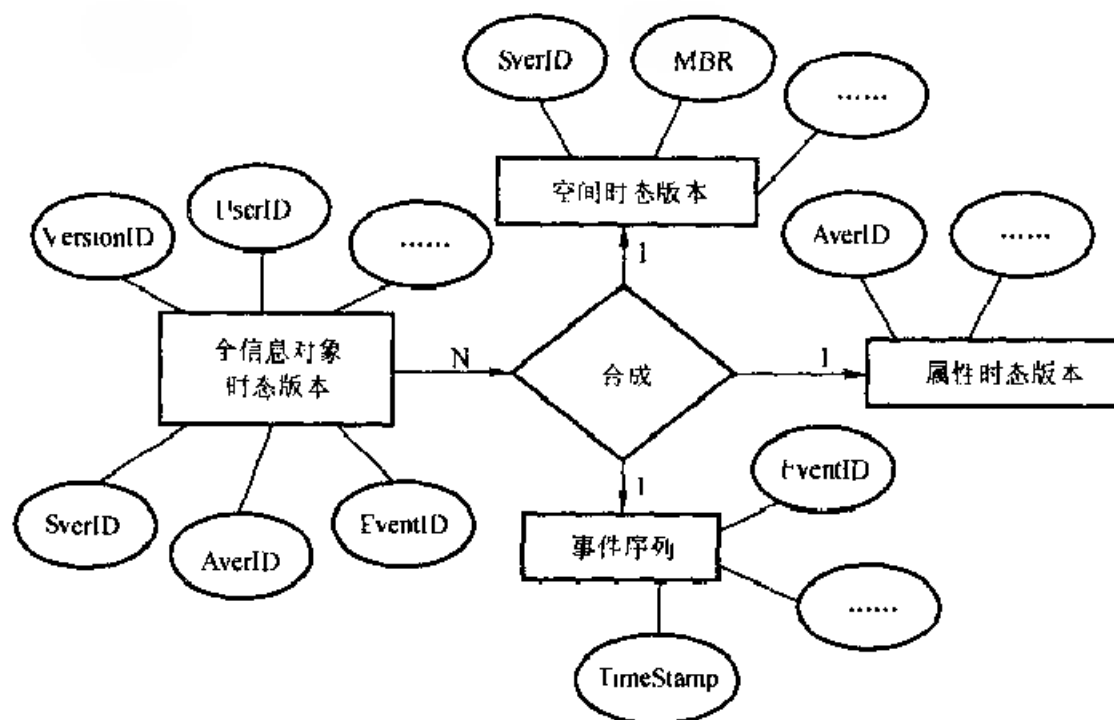 SverID
MBR
……
空间时态版本
UserID
VersionID
……
AverID
……
全信息对象
时态版本
N
合成
1
1
1
属性时态版本
SverID
AverID
EventID
事件序列
EventID
……
TimeStamp